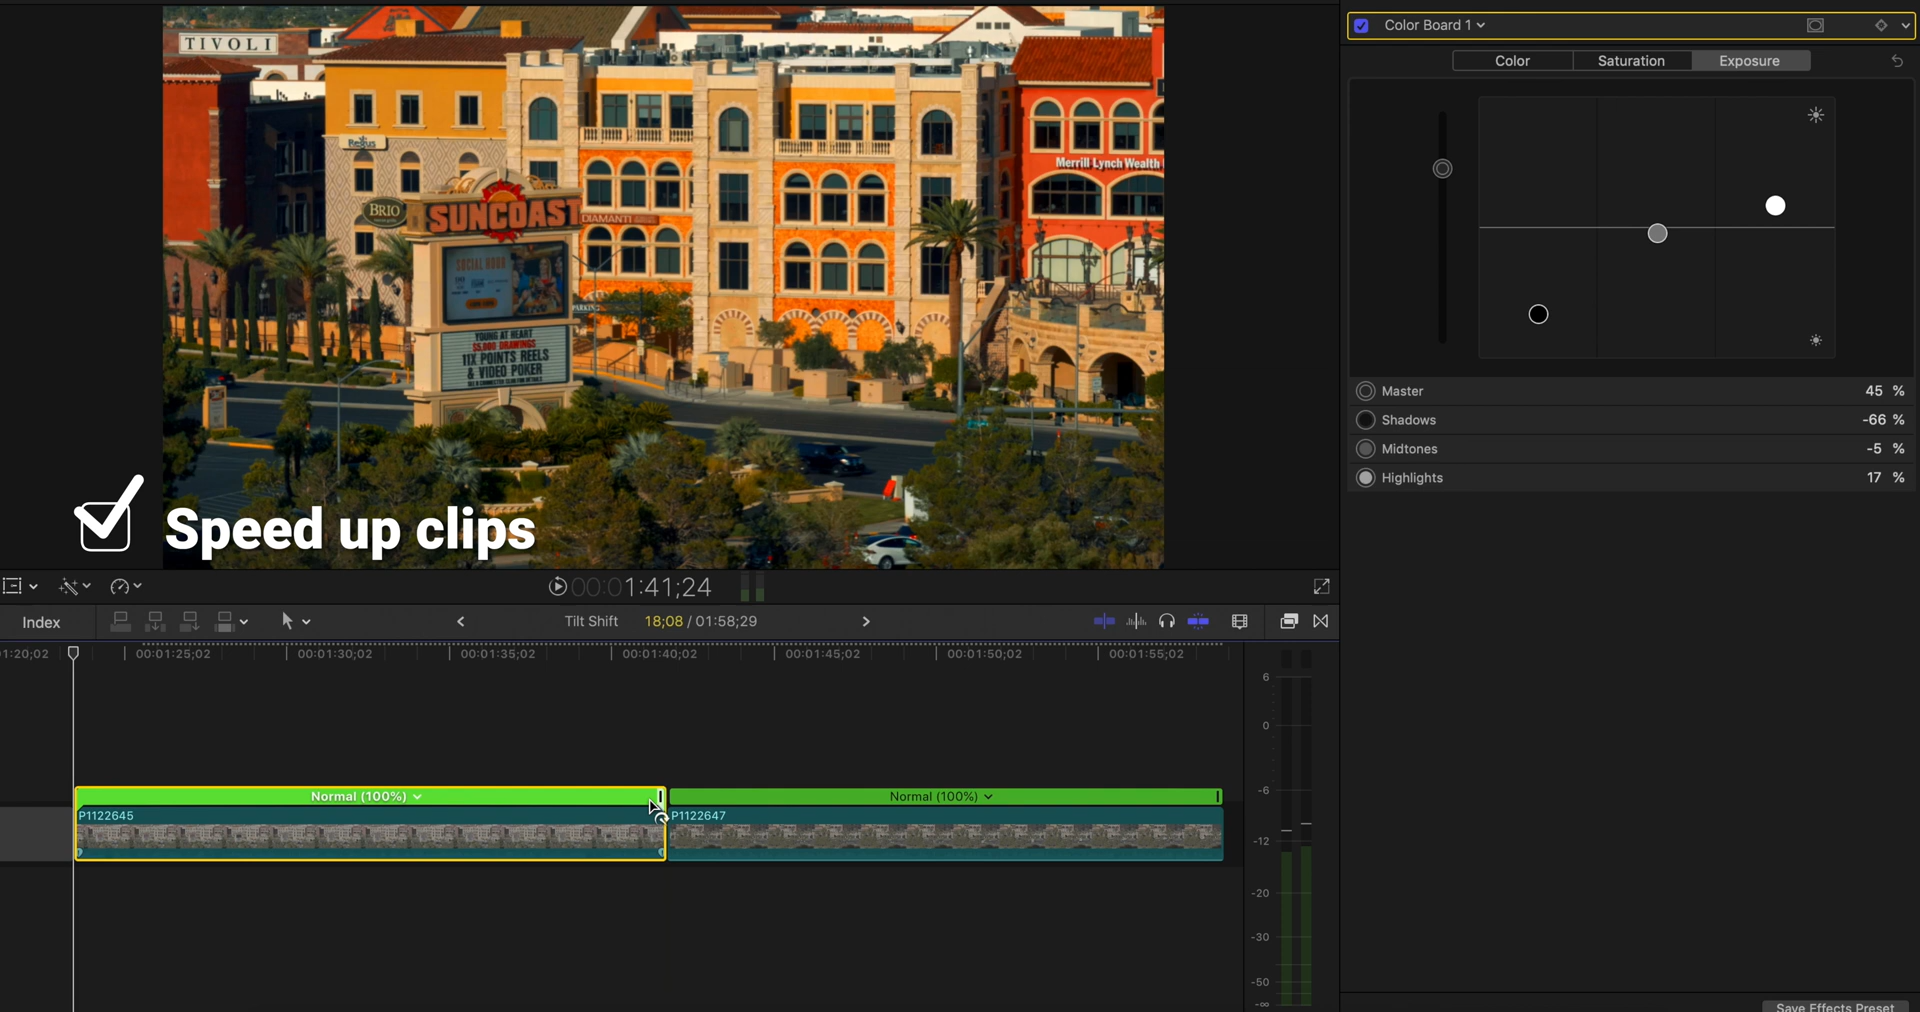 TIVOLI
Regus
BRIO
SUNCOAST
DIAMANTI
Merrill Lynch Wealth
SOCIAL HOUR
PARKING
YOUNG AT HEART
$5,000 DRAWINGS
11X POINTS REELS
& VIDEO POKER
Speed up clips
Color Board 1
Color Saturation Exposure
Master 45 %
Shadows -66 %
Midtones -5 %
Highlights 17 %
00:01:41;24
Index
Tilt Shift 18;08 / 01:58;29
1:20;02 00:01:25;02 00:01:30;02 00:01:35;02 00:01:40;02 00:01:45;02 00:01:50;02 00:01:55;02
6
0
-6
-12
-20
-30
-50
-∞
Normal (100%) Normal (100%)
P1122645 P1122647
Save Effects Preset